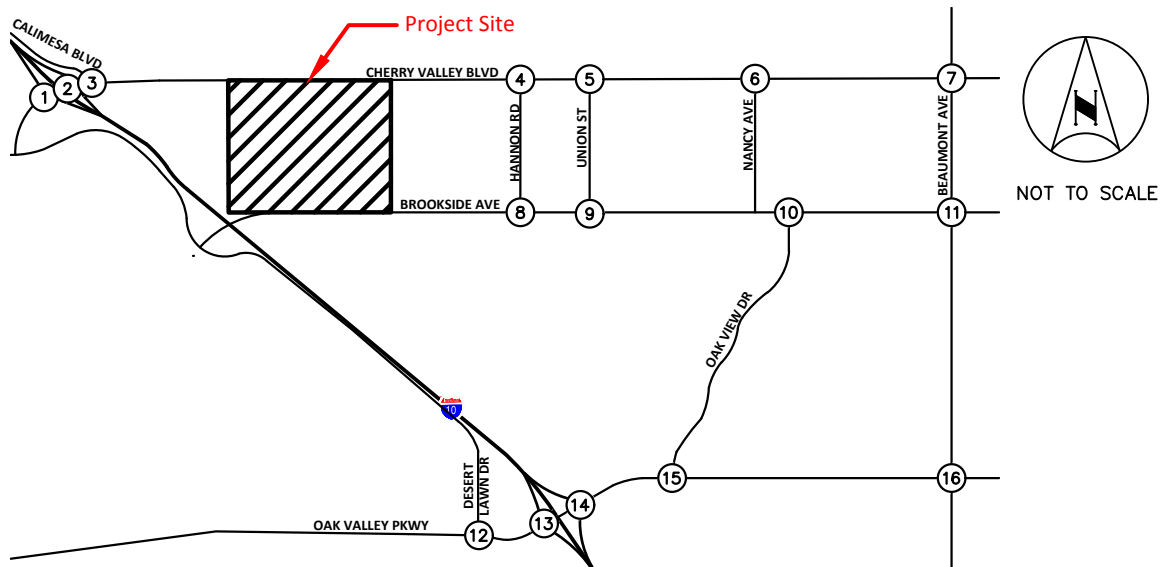 CALIMESA BLVD
Project Site
1
2
3
CHERRY VALLEY BLVD
4
5
6
7
HANNON RD
UNION ST
NANCY AVE
BEAUMONT AVE
N
NOT TO SCALE
BROOKSIDE AVE
8
9
10
11
OAK VIEW DR
10
DESERT
LAWN DR
15
16
14
13
OAK VALLEY PKWY
12